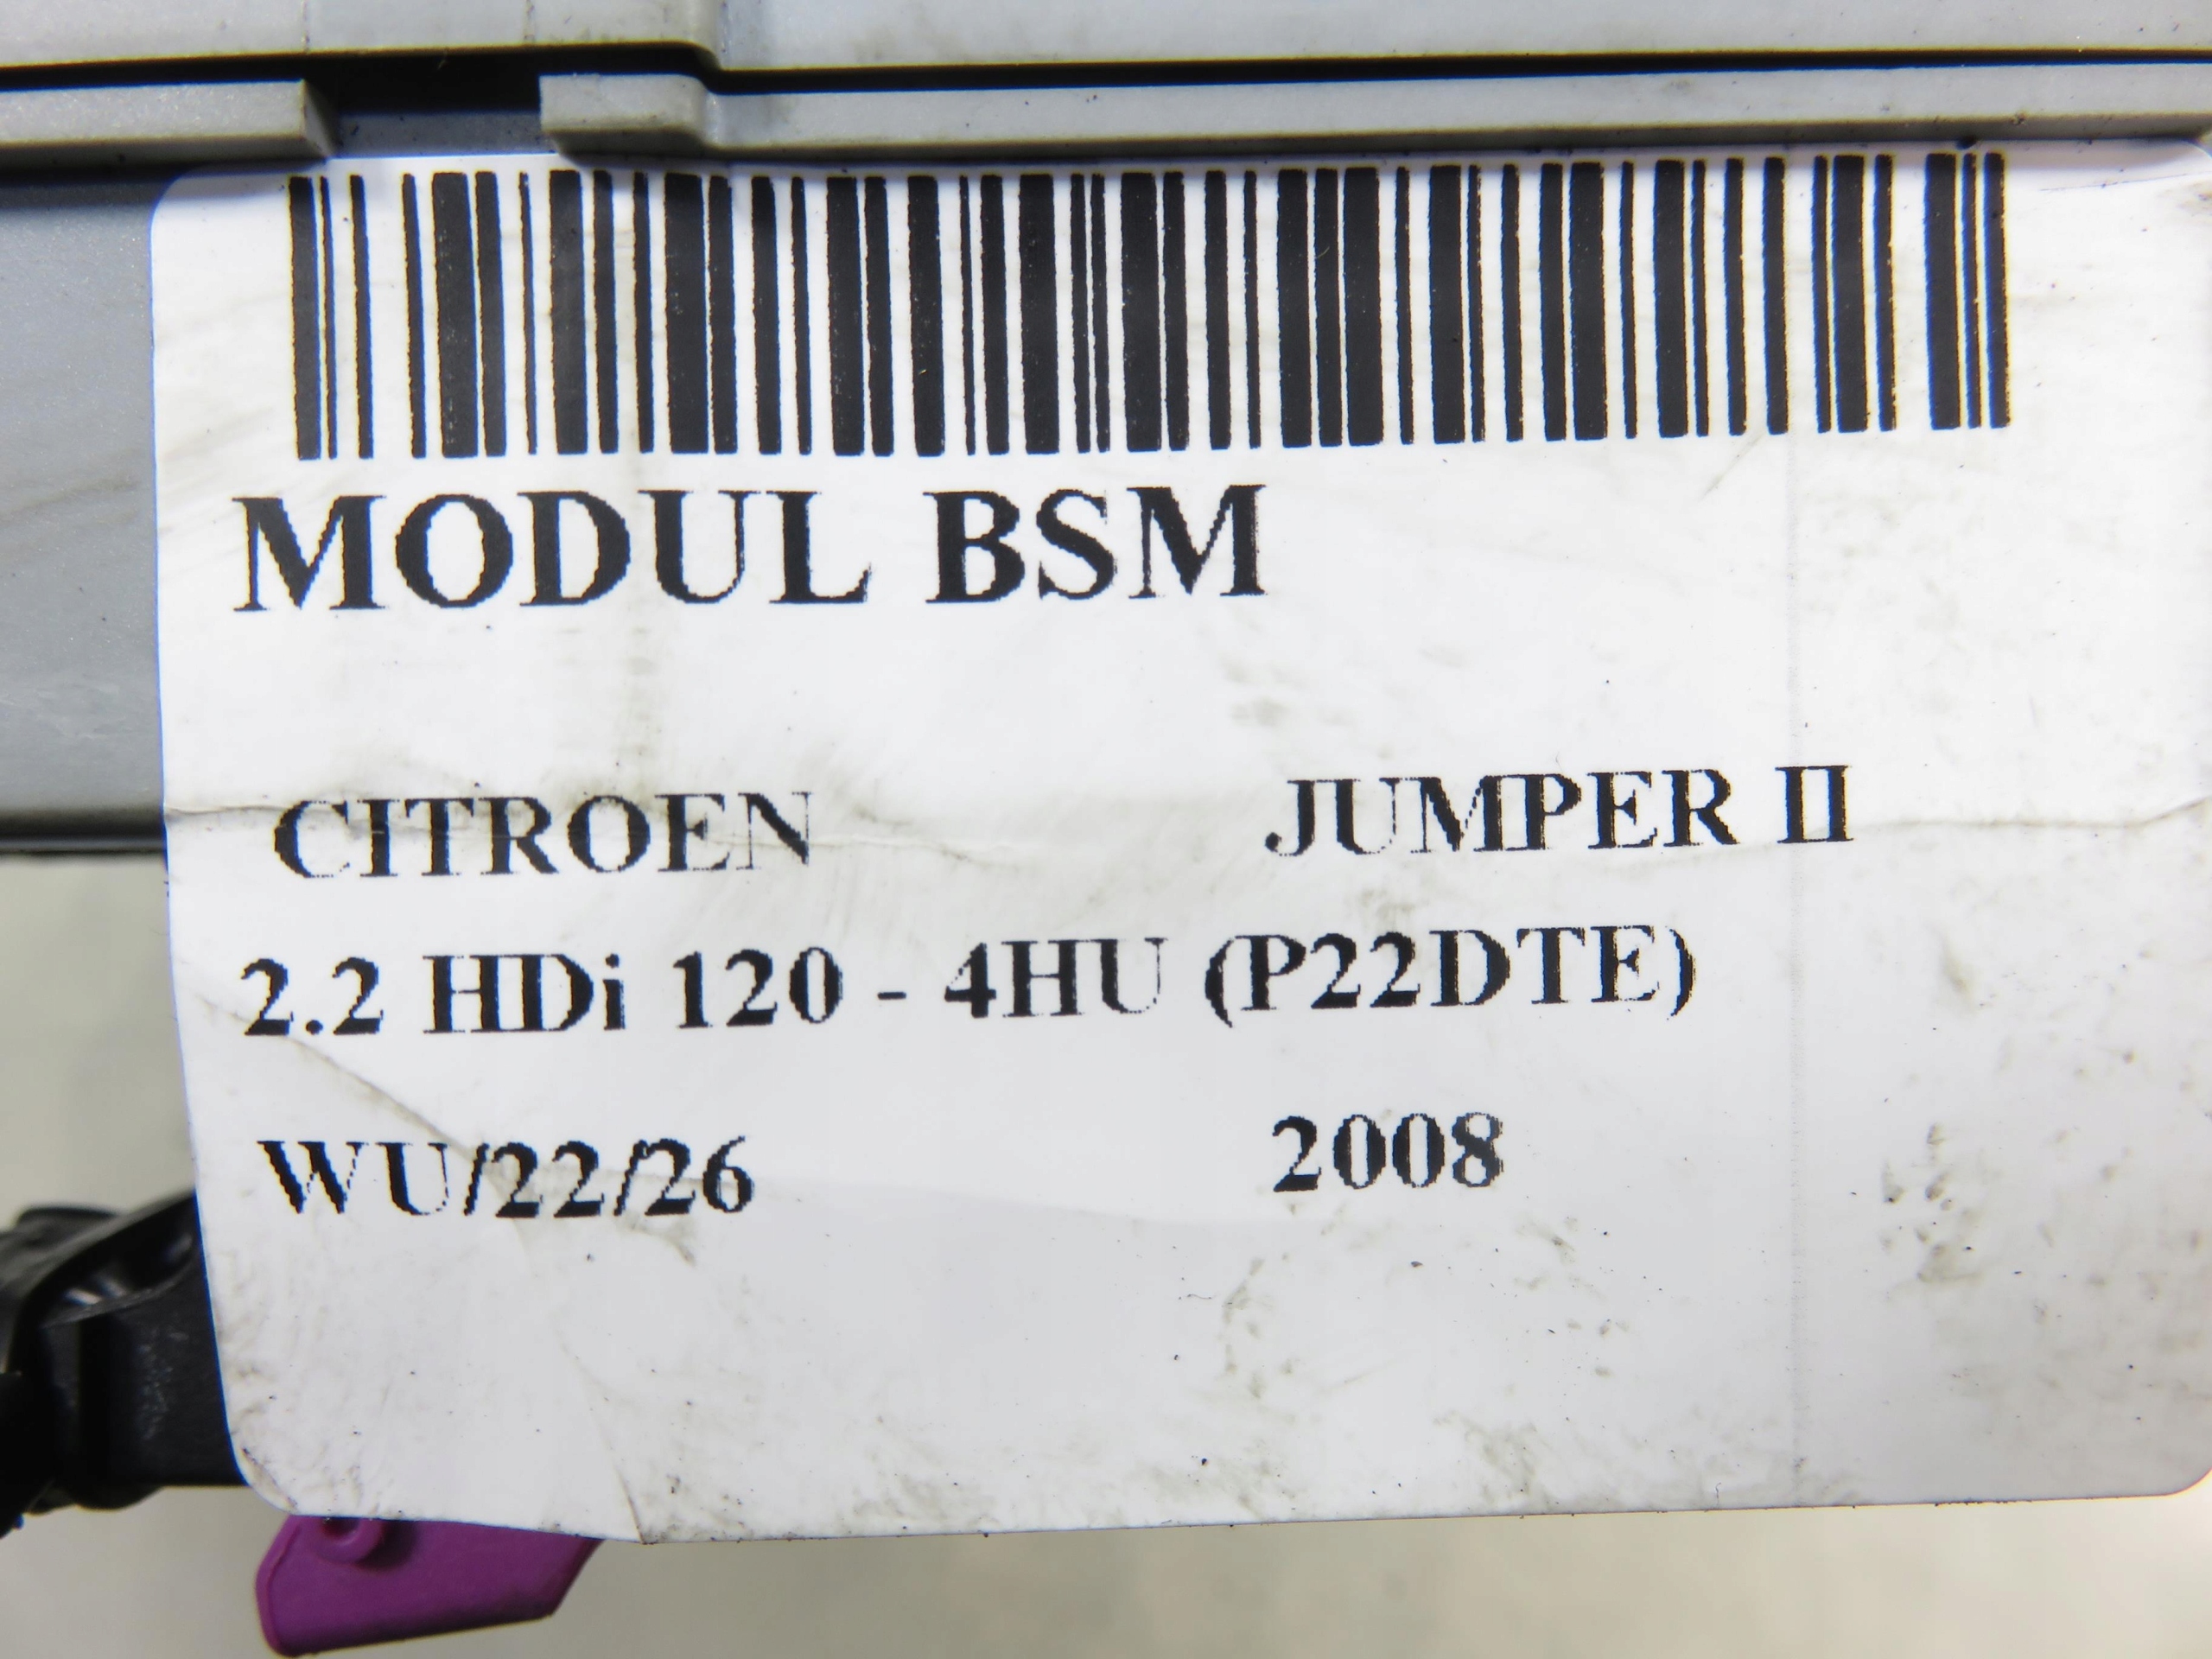 MODUL BSM
CITROEN JUMPER II
2.2 HDi 120 - 4HU (P22DTE)
WU/22/26 2008